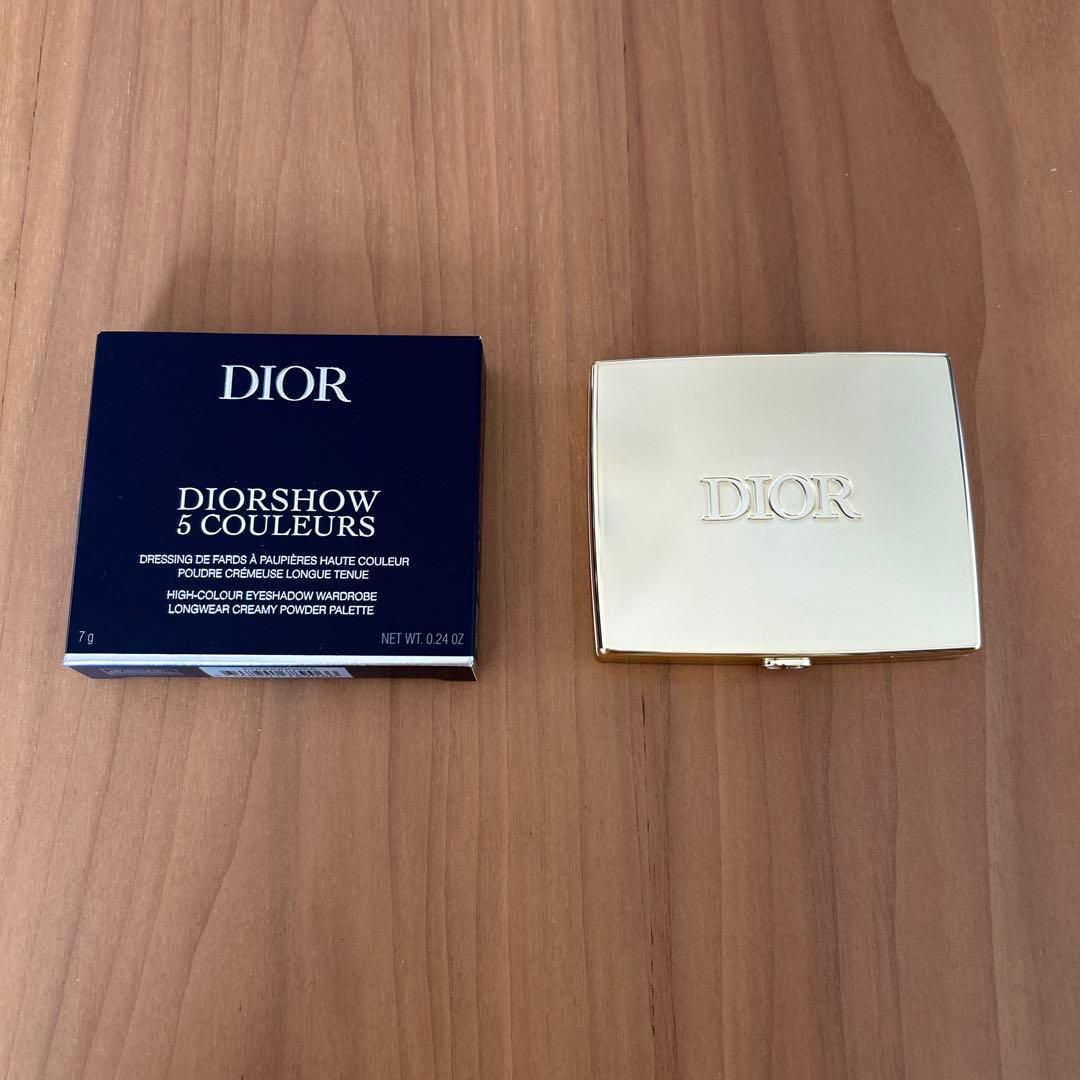 DIOR
DIORSHOW
5 COULEURS
DRESSING DE FARDS À PAUPIÈRES HAUTE COULEUR
POUDRE CRÉMEUSE LONGUE TENUE
HIGH-COLOUR EYESHADOW WARDROBE
LONGWEAR CREAMY POWDER PALETTE
7 g
NET WT. 0.24 OZ
DIOR